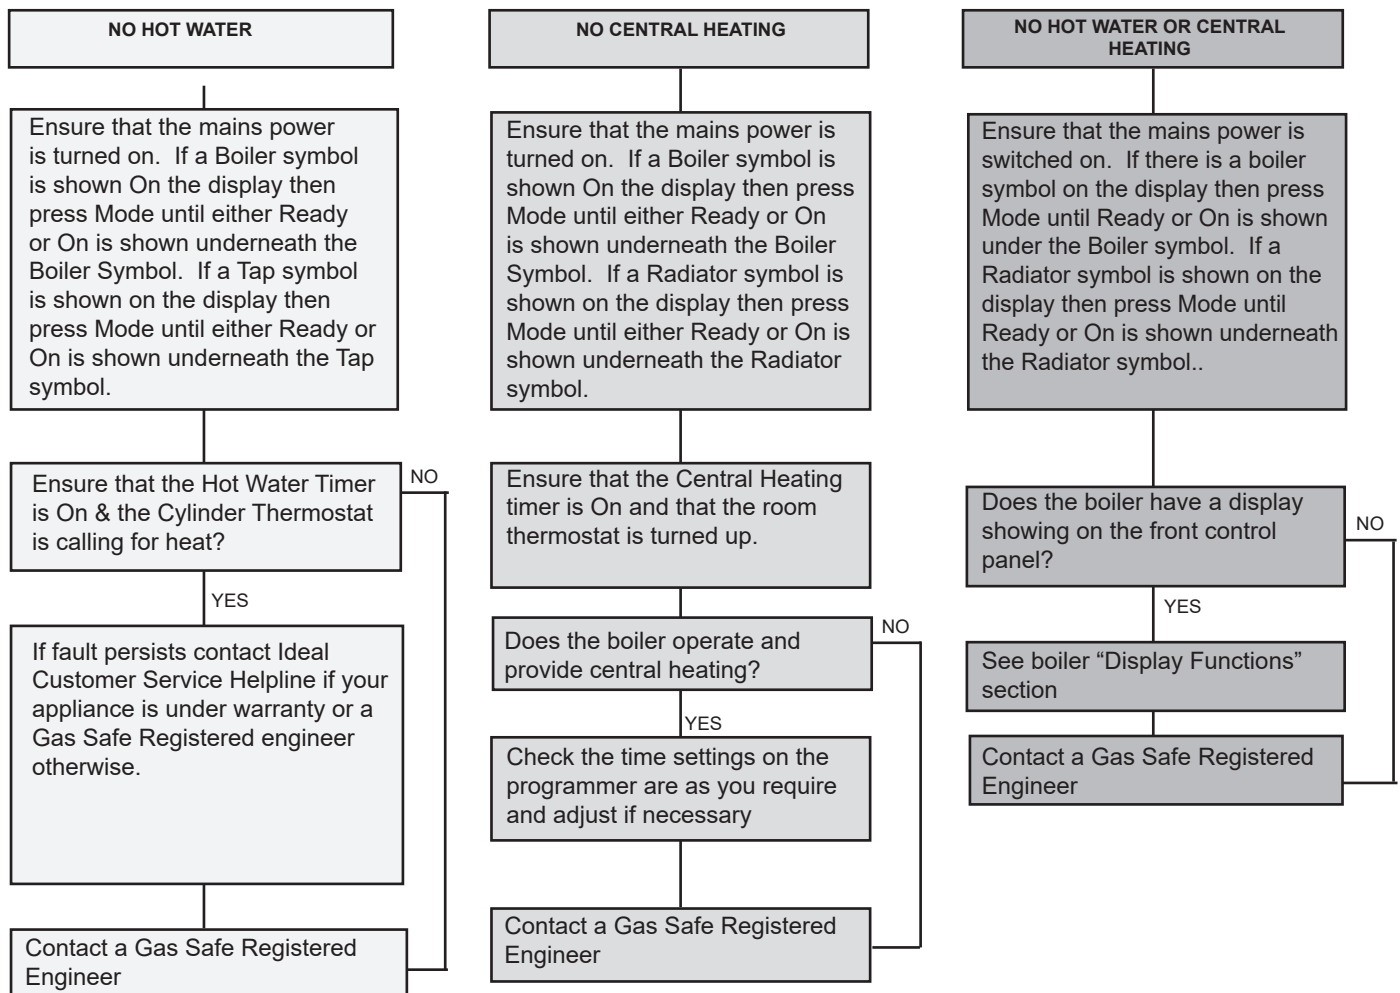 NO HOT WATER
Ensure that the mains power
is turned on.  If a Boiler symbol
is shown On the display then
press Mode until either Ready
or On is shown underneath the
Boiler Symbol.  If a Tap symbol
is shown on the display then
press Mode until either Ready or
On is shown underneath the Tap
symbol.
Ensure that the Hot Water Timer
is On & the Cylinder Thermostat
is calling for heat?
NO
YES
If fault persists contact Ideal
Customer Service Helpline if your
appliance is under warranty or a
Gas Safe Registered engineer
otherwise.
Contact a Gas Safe Registered
Engineer
NO CENTRAL HEATING
Ensure that the mains power is
turned on.  If a Boiler symbol is
shown On the display then press
Mode until either Ready or On
is shown underneath the Boiler
Symbol.  If a Radiator symbol is
shown on the display then press
Mode until either Ready or On is
shown underneath the Radiator
symbol.
Ensure that the Central Heating
timer is On and that the room
thermostat is turned up.
Does the boiler operate and
provide central heating?
NO
YES
Check the time settings on the
programmer are as you require
and adjust if necessary
Contact a Gas Safe Registered
Engineer
NO HOT WATER OR CENTRAL
HEATING
Ensure that the mains power is
switched on.  If there is a boiler
symbol on the display then press
Mode until Ready or On is shown
under the Boiler symbol.  If a
Radiator symbol is shown on the
display then press Mode until
Ready or On is shown underneath
the Radiator symbol..
Does the boiler have a display
showing on the front control
panel?
NO
YES
See boiler “Display Functions”
section
Contact a Gas Safe Registered
Engineer